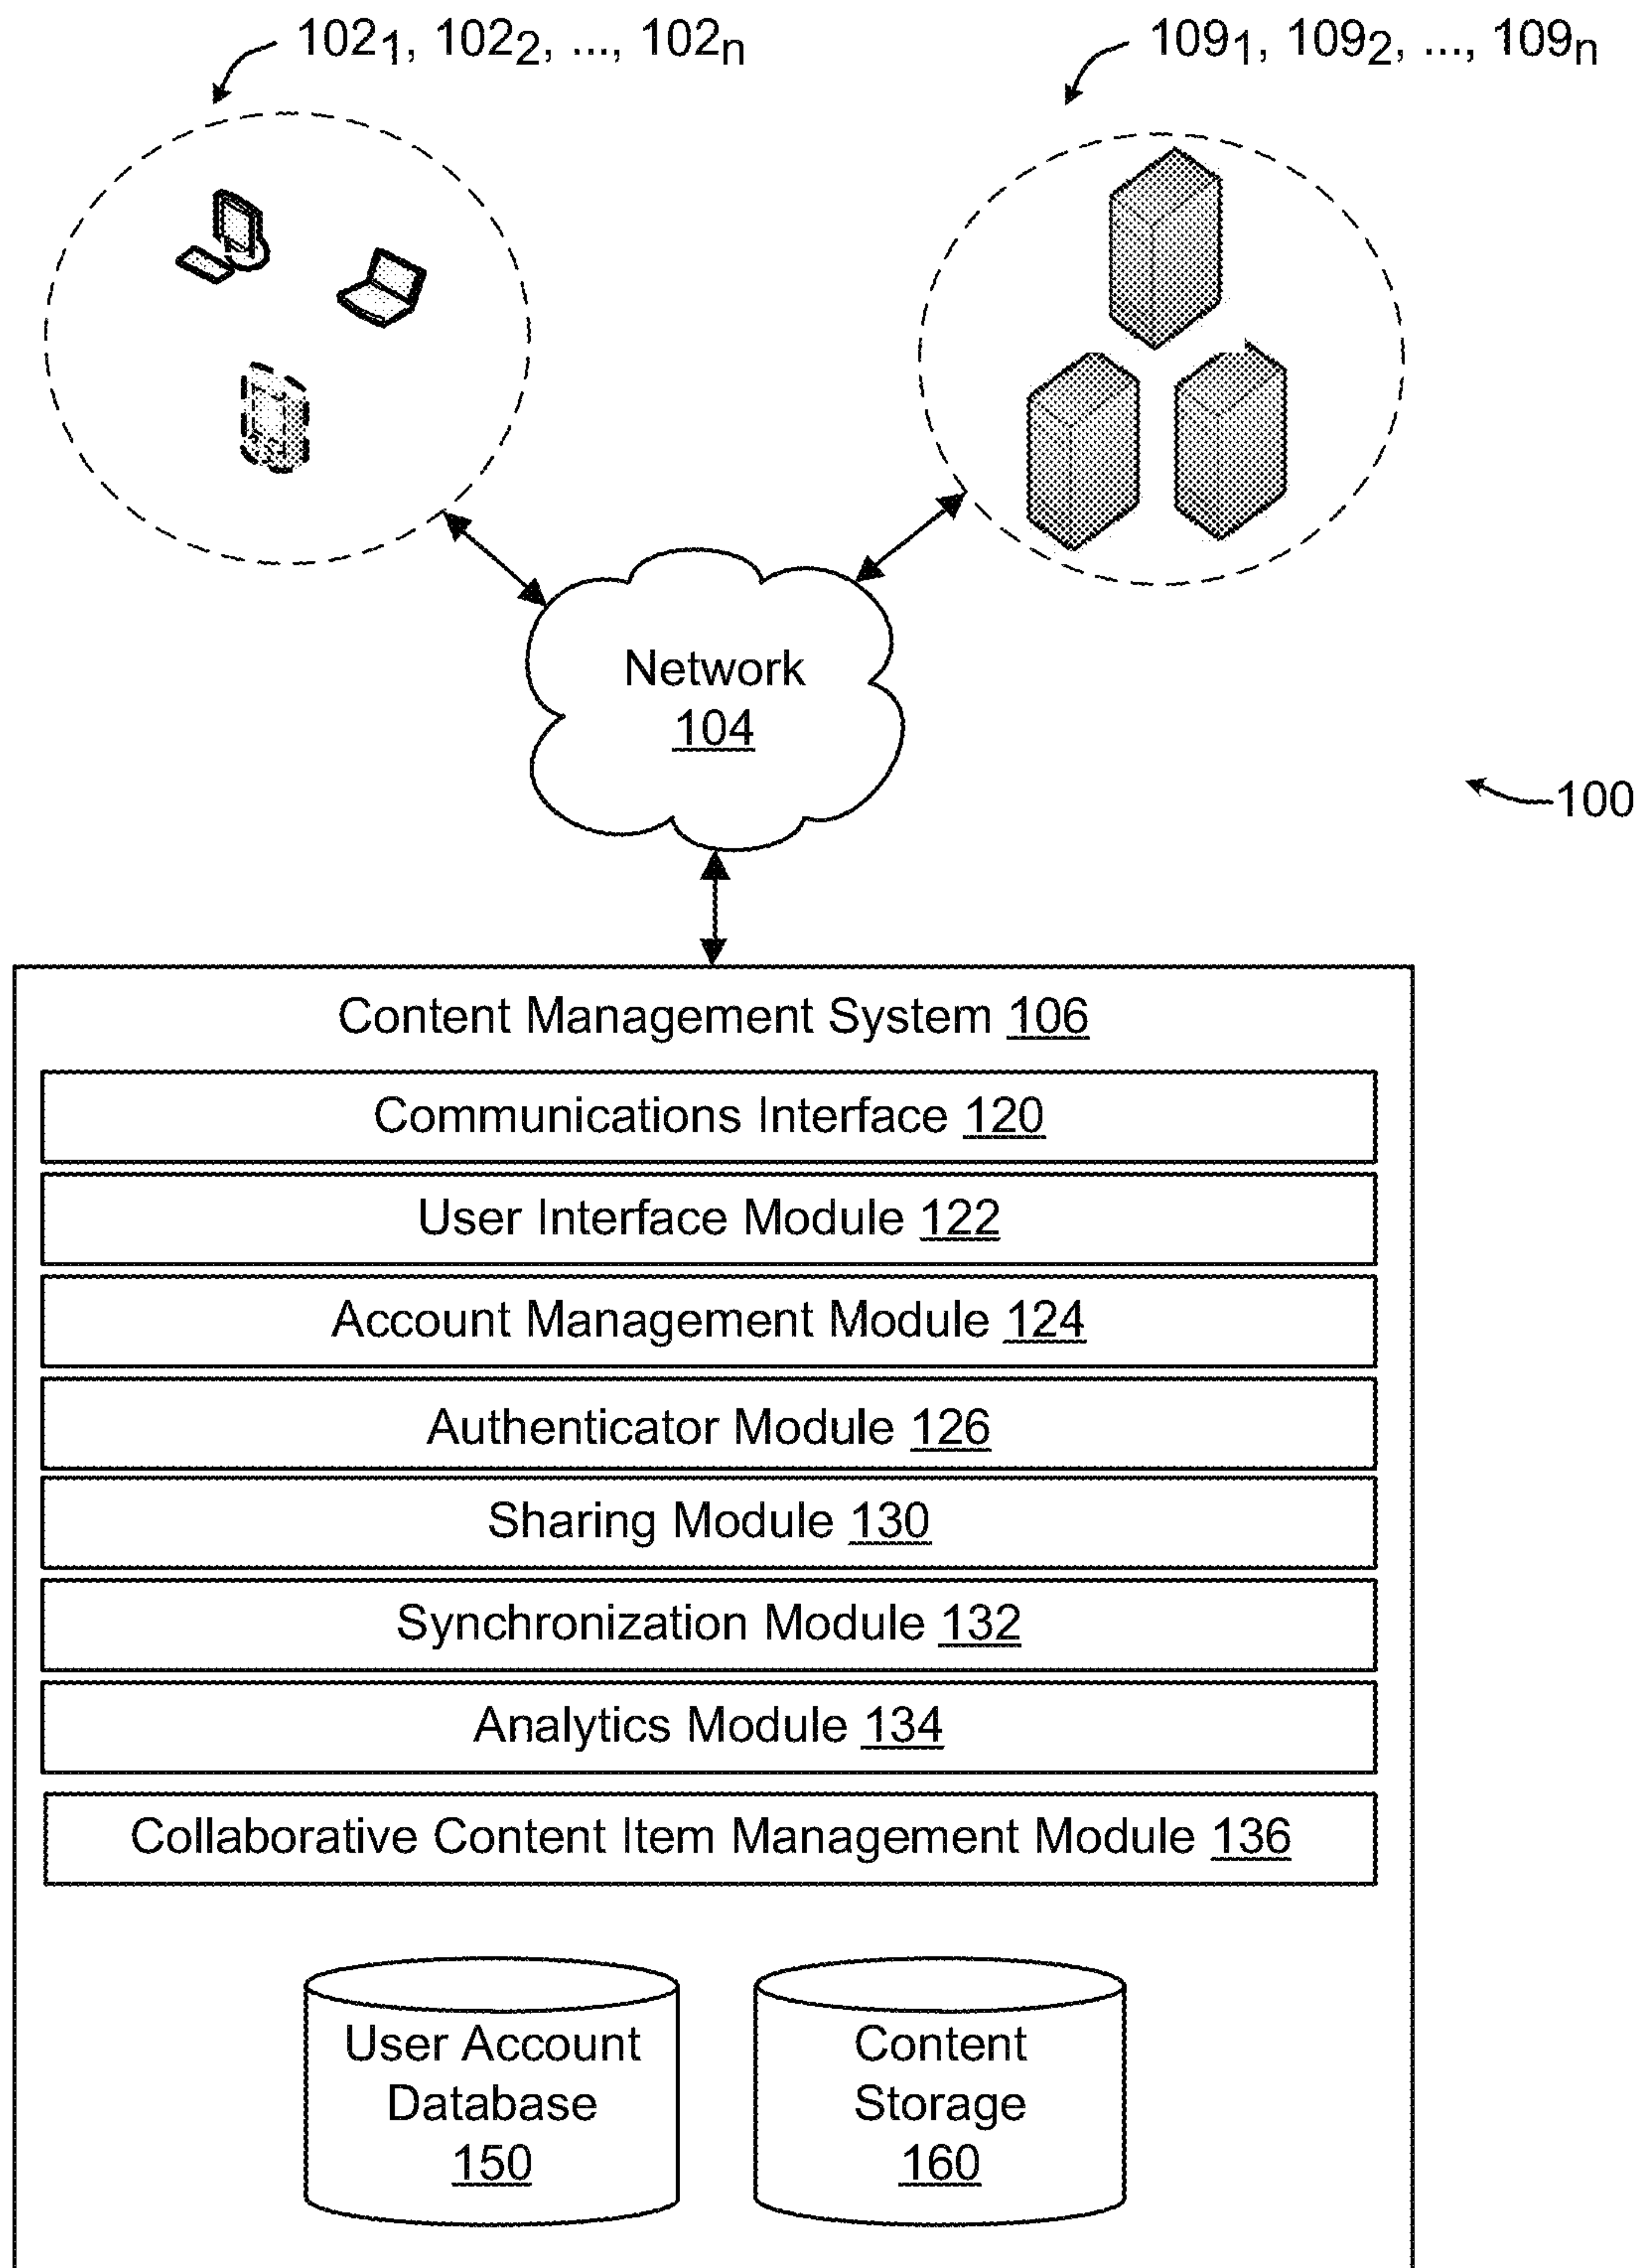 102₁, 102₂, ..., 102ₙ
109₁, 109₂, ..., 109ₙ
Network
104
100
Content Management System 106
Communications Interface 120
User Interface Module 122
Account Management Module 124
Authenticator Module 126
Sharing Module 130
Synchronization Module 132
Analytics Module 134
Collaborative Content Item Management Module 136
User Account
Database
150
Content
Storage
160